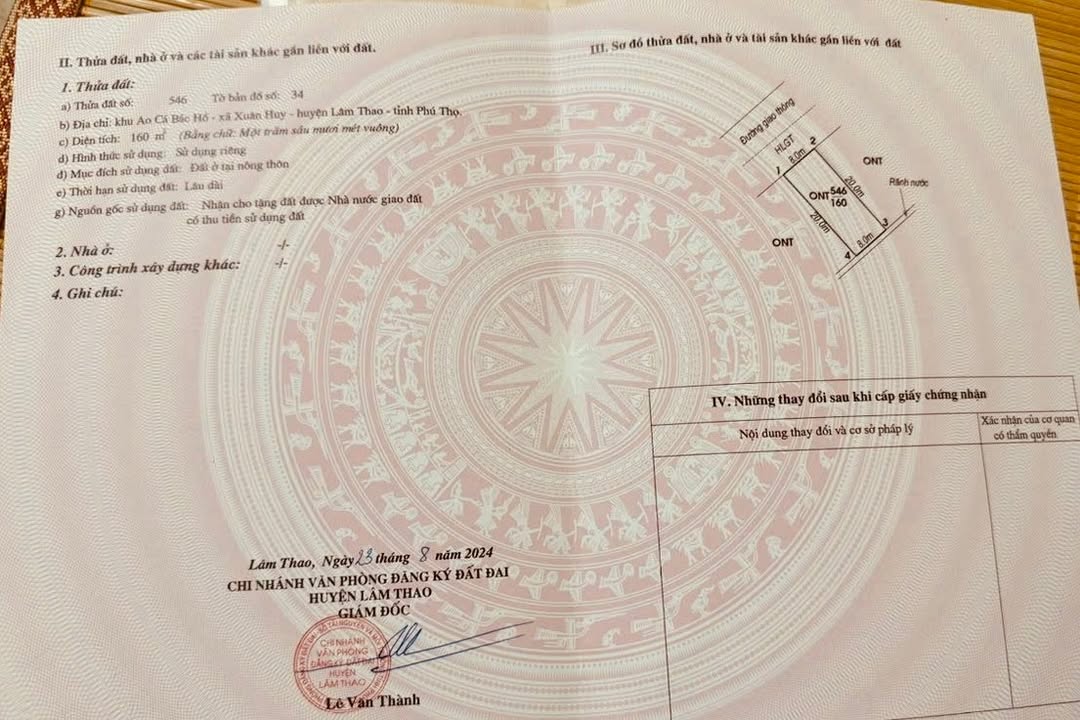 II. Thửa đất, nhà ở và các tài sản khác gắn liền với đất.
1. Thửa đất:
a) Thửa đất số: 546 Tờ bản đồ số: 34
b) Địa chỉ: khu Ao Cá Bác Hồ - xã Xuân Huy - huyện Lâm Thao - tỉnh Phú Thọ.
c) Diện tích: 160 m² (Bằng chữ: Một trăm sáu mươi mét vuông)
d) Hình thức sử dụng: Sử dụng riêng
đ) Mục đích sử dụng đất: Đất ở tại nông thôn
e) Thời hạn sử dụng đất: Lâu dài
g) Nguồn gốc sử dụng đất: Nhận cho tặng đất được Nhà nước giao đất
có thu tiền sử dụng đất
2. Nhà ở: -/-
3. Công trình xây dựng khác: -/-
4. Ghi chú:
Lâm Thao, Ngày 23 tháng 8 năm 2024
CHI NHÁNH VĂN PHÒNG ĐĂNG KÝ ĐẤT ĐAI
HUYỆN LÂM THAO
GIÁM ĐỐC
CHI NHÁNH
VĂN PHÒNG
ĐĂNG KÝ ĐẤT ĐAI
HUYỆN
LÂM THAO
Lê Văn Thành
III. Sơ đồ thửa đất, nhà ở và tài sản khác gắn liền với đất
Đường giao thông
HLGT
1
8.0m
2
ONT
20.0m
Rãnh nước
ONT
546
160
20.0m
3
8.0m
4
ONT
IV. Những thay đổi sau khi cấp giấy chứng nhận
Nội dung thay đổi và cơ sở pháp lý
Xác nhận của cơ quan
có thẩm quyền